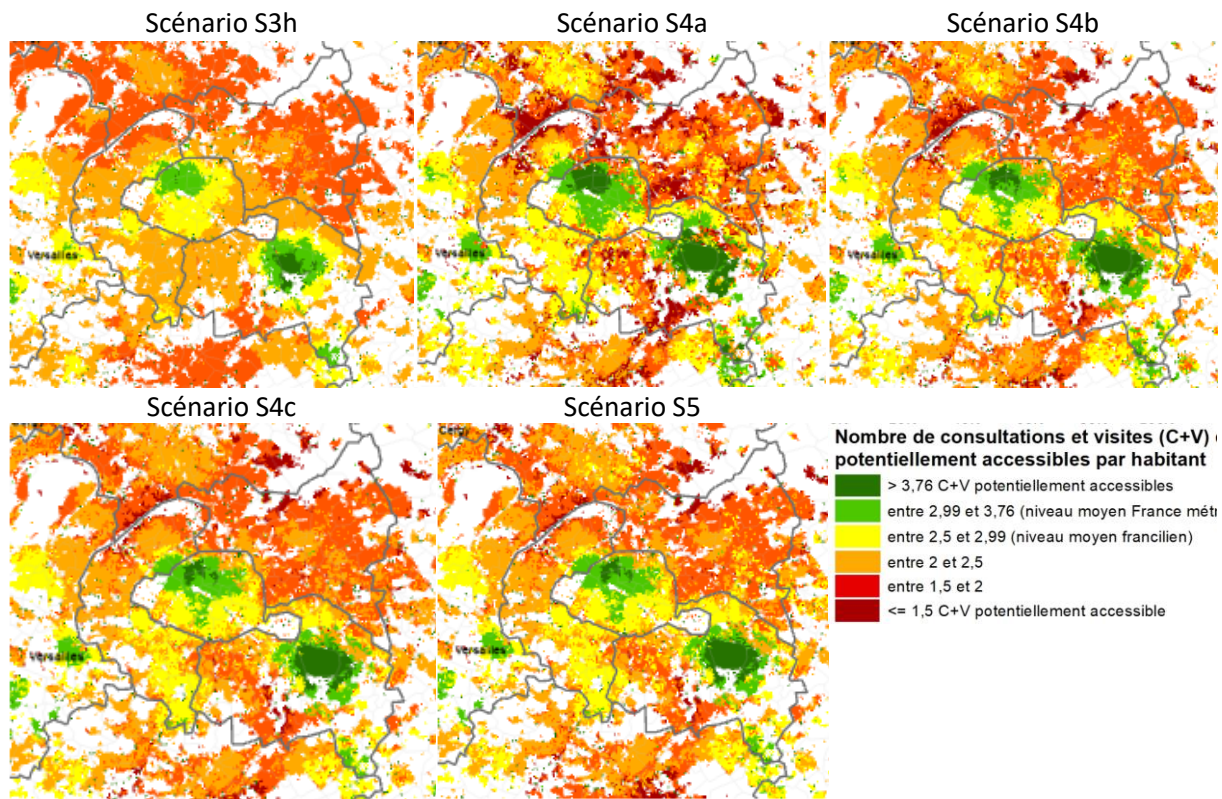 Scénario S3h
Scénario S4a
Scénario S4b
Versailles
Versailles
Versailles
Scénario S4c
Scénario S5
Versailles
Versailles
Nombre de consultations et visites (C+V)
potentiellement accessibles par habitant
> 3,76 C+V potentiellement accessibles
entre 2,99 et 3,76 (niveau moyen France mét
entre 2,5 et 2,99 (niveau moyen francilien)
entre 2 et 2,5
entre 1,5 et 2
<= 1,5 C+V potentiellement accessible